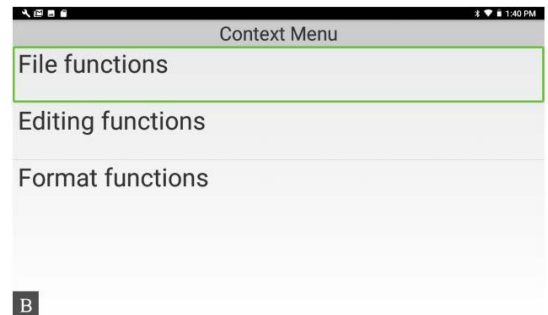 1:40 PM
Context Menu
File functions
Editing functions
Format functions
B